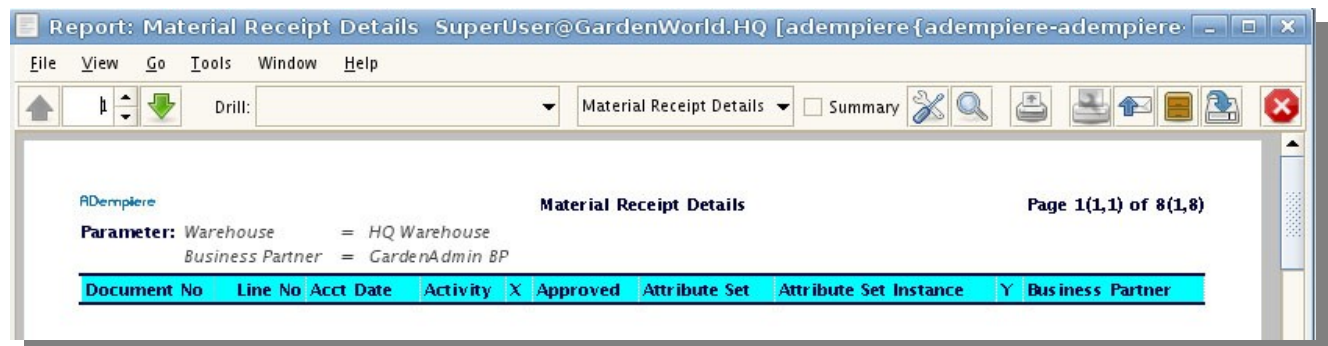 Report: Material Receipt Details SuperUser@GardenWorld.HQ [adempiere{adempiere-adempiere-
File View Go Tools Window Help
1 Drill: Material Receipt Details Summary
ADempiere Material Receipt Details Page 1(1,1) of 8(1,8)
Parameter: Warehouse = HQ Warehouse
Business Partner = GardenAdmin BP
Document No Line No Acct Date Activity X Approved Attribute Set Attribute Set Instance Y Business Partner